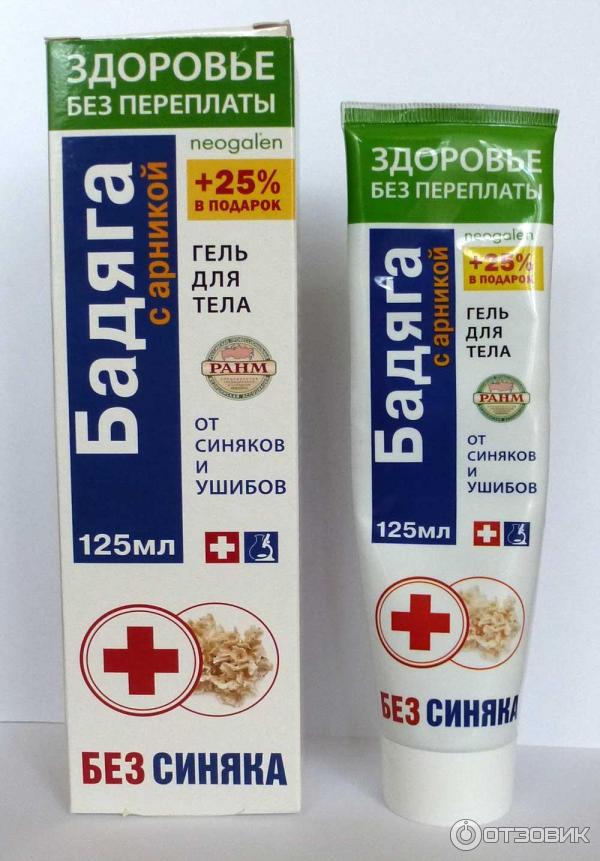 ЗДОРОВЬЕ
БЕЗ ПЕРЕПЛАТЫ
neogalen
+25%
В ПОДАРОК
Бадяга
с арникой
ГЕЛЬ
ДЛЯ
ТЕЛА
РАНМ
ОТ
СИНЯКОВ
И
УШИБОВ
125мл
БЕЗ СИНЯКА
ЗДОРОВЬЕ
БЕЗ ПЕРЕПЛАТЫ
neogalen
+25%
В ПОДАРОК
Бадяга
с арникой
ГЕЛЬ
ДЛЯ
ТЕЛА
РАНМ
ОТ
СИНЯКОВ
И
УШИБОВ
125мл
БЕЗ СИНЯКА
ОТЗОВИК